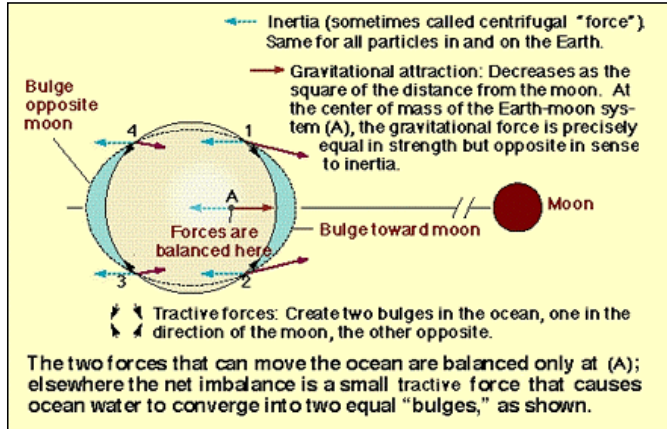 Inertia (sometimes called centrifugal “force”).
Same for all particles in and on the Earth.
Gravitational attraction: Decreases as the
square of the distance from the moon. At
the center of mass of the Earth-moon sys-
tem (A), the gravitational force is precisely
equal in strength but opposite in sense
to inertia.
Bulge
opposite
moon
4
1
A
Forces are
balanced here
Moon
Bulge toward moon
3
2
Tractive forces: Create two bulges in the ocean, one in the
direction of the moon, the other opposite.
The two forces that can move the ocean are balanced only at (A);
elsewhere the net imbalance is a small tractive force that causes
ocean water to converge into two equal “bulges,” as shown.